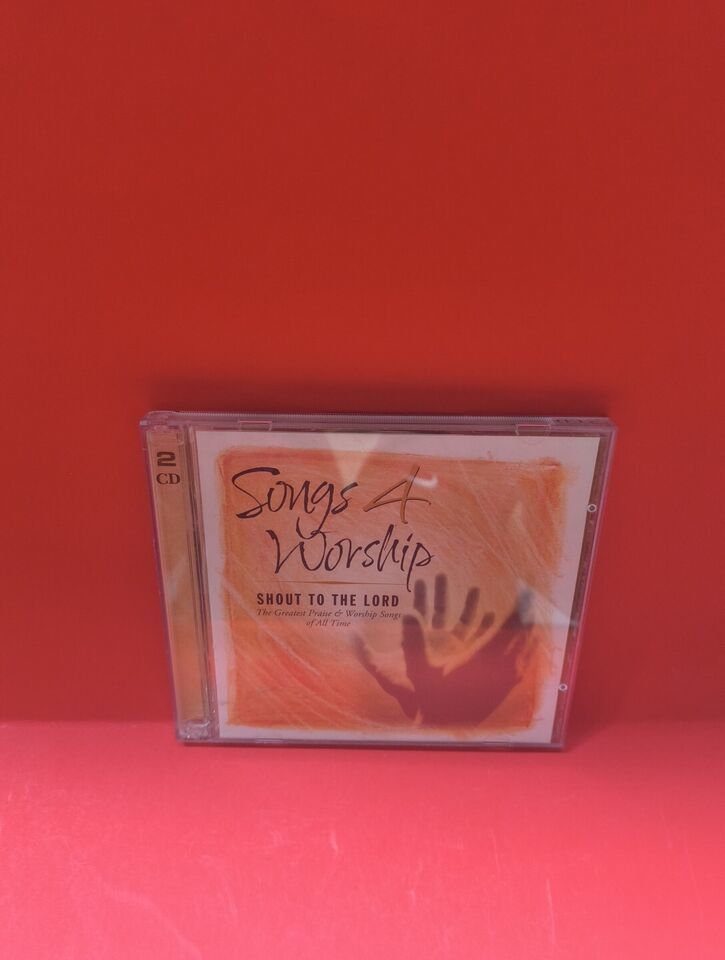 2
CD
Songs 4
Worship
SHOUT TO THE LORD
The Greatest Praise & Worship Songs
of All Time